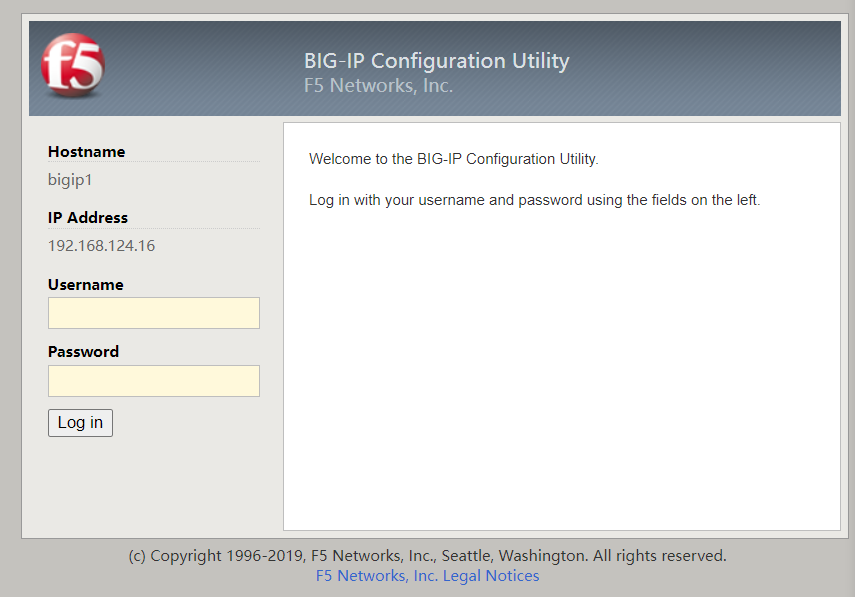 f5
BIG-IP Configuration Utility
F5 Networks, Inc.
Hostname
bigip1
IP Address
192.168.124.16
Username
Password
Log in
Welcome to the BIG-IP Configuration Utility.
Log in with your username and password using the fields on the left.
(c) Copyright 1996-2019, F5 Networks, Inc., Seattle, Washington. All rights reserved.
F5 Networks, Inc. Legal Notices